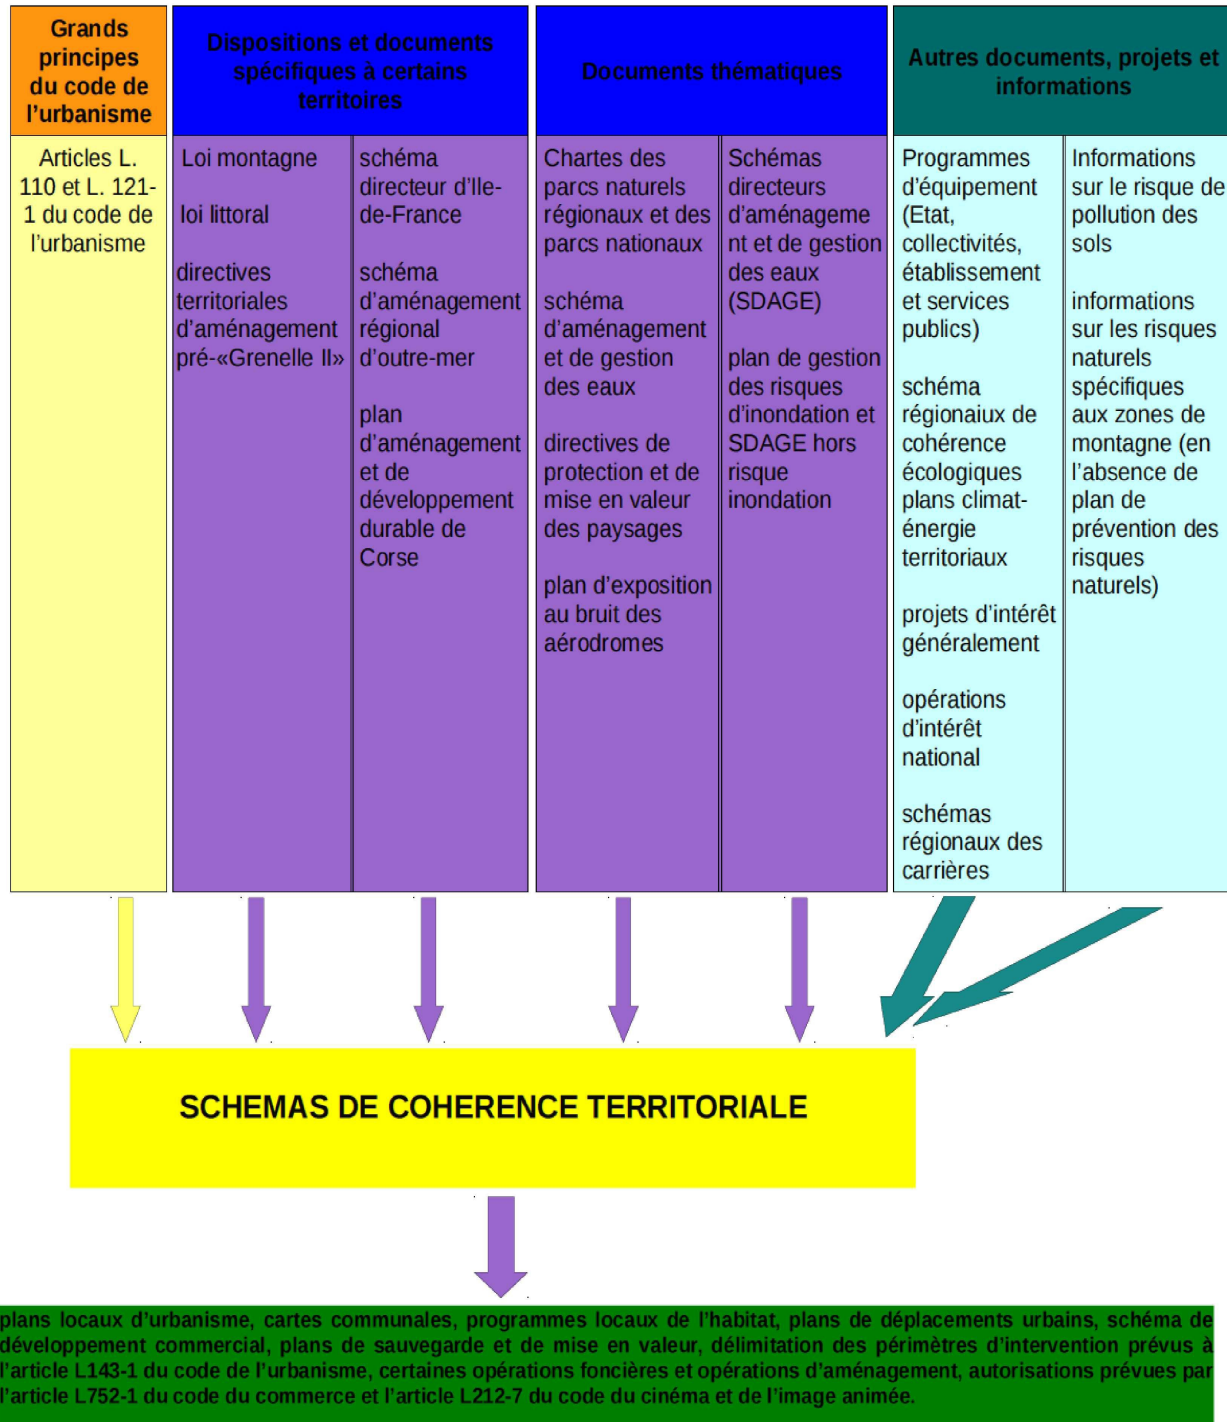 Grands
principes
du code de
l’urbanisme
Articles L.
110 et L. 121-
1 du code de
l’urbanisme
Dispositions et documents
spécifiques à certains
territoires
Loi montagne
loi littoral
directives
territoriales
d’aménagement
pré-«Grenelle II»
schéma
directeur d’Ile-
de-France
schéma
d’aménagement
régional
d’outre-mer
plan
d’aménagement
et de
développement
durable de
Corse
Documents thématiques
Chartes des
parcs naturels
régionaux et des
parcs nationaux
schéma
d’aménagement
et de gestion
des eaux
directives de
protection et de
mise en valeur
des paysages
plan d’exposition
au bruit des
aérodromes
Schémas
directeurs
d’aménageme
nt et de gestion
des eaux
(SDAGE)
plan de gestion
des risques
d’inondation et
SDAGE hors
risque
inondation
Autres documents, projets et
informations
Programmes
d’équipement
(Etat,
collectivités,
établissement
et services
publics)
schéma
régionaiux de
cohérence
écologiques
plans climat-
énergie
territoriaux
projets d’intérêt
généralement
opérations
d’intérêt
national
schémas
régionaux des
carrières
Informations
sur le risque de
pollution des
sols
informations
sur les risques
naturels
spécifiques
aux zones de
montagne (en
l’absence de
plan de
prévention des
risques
naturels)
SCHEMAS DE COHERENCE TERRITORIALE
plans locaux d’urbanisme, cartes communales, programmes locaux de l’habitat, plans de déplacements urbains, schéma de
développement commercial, plans de sauvegarde et de mise en valeur, délimitation des périmètres d’intervention prévus à
l’article L143-1 du code de l’urbanisme, certaines opérations foncières et opérations d’aménagement, autorisations prévues par
l’article L752-1 du code du commerce et l’article L212-7 du code du cinéma et de l’image animée.